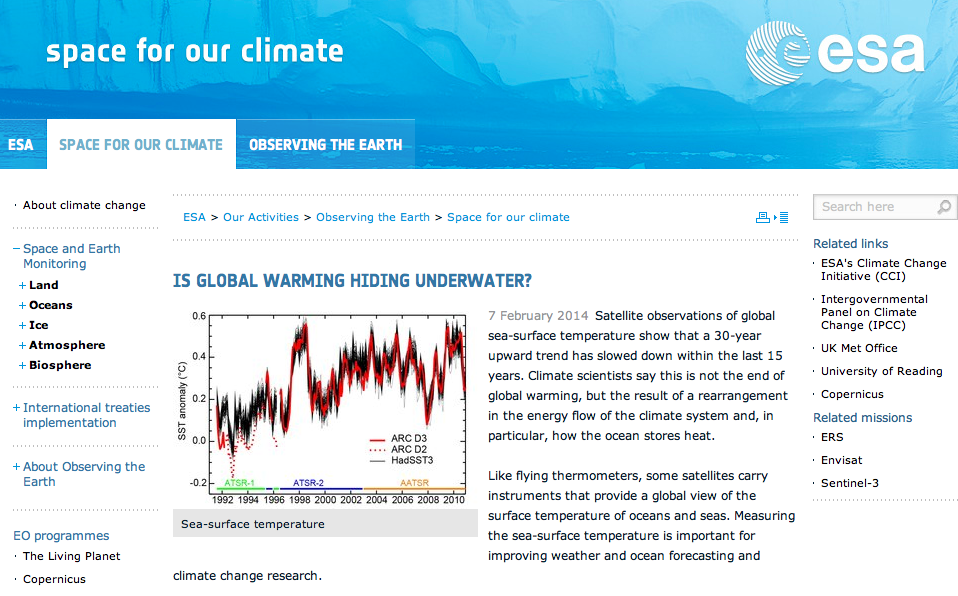 space for our climate
esa
ESA
SPACE FOR OUR CLIMATE
OBSERVING THE EARTH
· About climate change
− Space and Earth
Monitoring
+ Land
+ Oceans
+ Ice
+ Atmosphere
+ Biosphere
+ International treaties
implementation
+ About Observing the
Earth
EO programmes
· The Living Planet
· Copernicus
ESA > Our Activities > Observing the Earth > Space for our climate
IS GLOBAL WARMING HIDING UNDERWATER?
SST anomaly (°C)
0.6
0.4
0.2
0.0
-0.2
ARC D3
ARC D2
HadSST3
ATSR-1
ATSR-2
AATSR
1992 1994 1996 1998 2000 2002 2004 2006 2008 2010
Sea-surface temperature
7 February 2014 Satellite observations of global
sea-surface temperature show that a 30-year
upward trend has slowed down within the last 15
years. Climate scientists say this is not the end of
global warming, but the result of a rearrangement
in the energy flow of the climate system and, in
particular, how the ocean stores heat.
Like flying thermometers, some satellites carry
instruments that provide a global view of the
surface temperature of oceans and seas. Measuring
the sea-surface temperature is important for
improving weather and ocean forecasting and
climate change research.
Search here
Related links
· ESA's Climate Change
Initiative (CCI)
· Intergovernmental
Panel on Climate
Change (IPCC)
· UK Met Office
· University of Reading
· Copernicus
Related missions
· ERS
· Envisat
· Sentinel-3